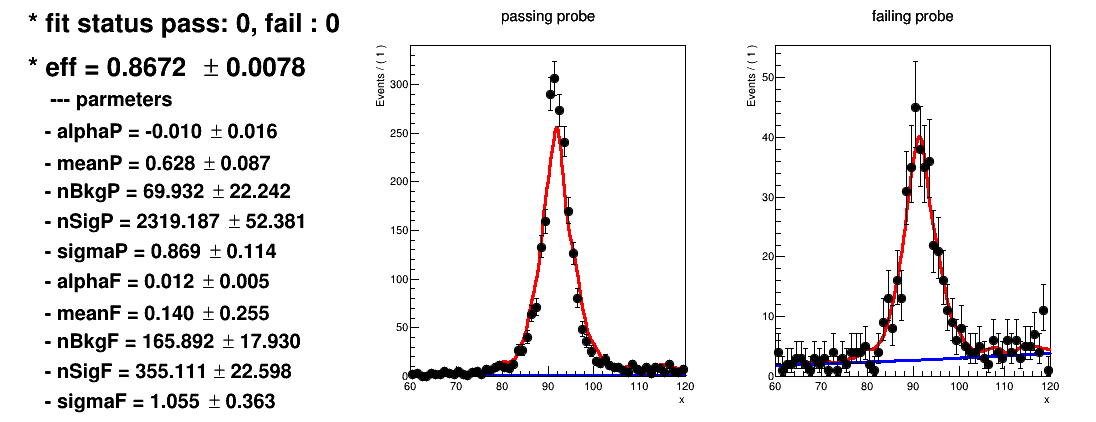 * fit status pass: 0, fail : 0
* eff = 0.8672 ± 0.0078
--- parmeters
- alphaP = -0.010 ± 0.016
- meanP = 0.628 ± 0.087
- nBkgP = 69.932 ± 22.242
- nSigP = 2319.187 ± 52.381
- sigmaP = 0.869 ± 0.114
- alphaF = 0.012 ± 0.005
- meanF = 0.140 ± 0.255
- nBkgF = 165.892 ± 17.930
- nSigF = 355.111 ± 22.598
- sigmaF = 1.055 ± 0.363
passing probe
Events / ( 1 )
300
250
200
150
100
50
0
60 70 80 90 100 110 120
x
failing probe
Events / ( 1 )
50
40
30
20
10
0
60 70 80 90 100 110 120
x